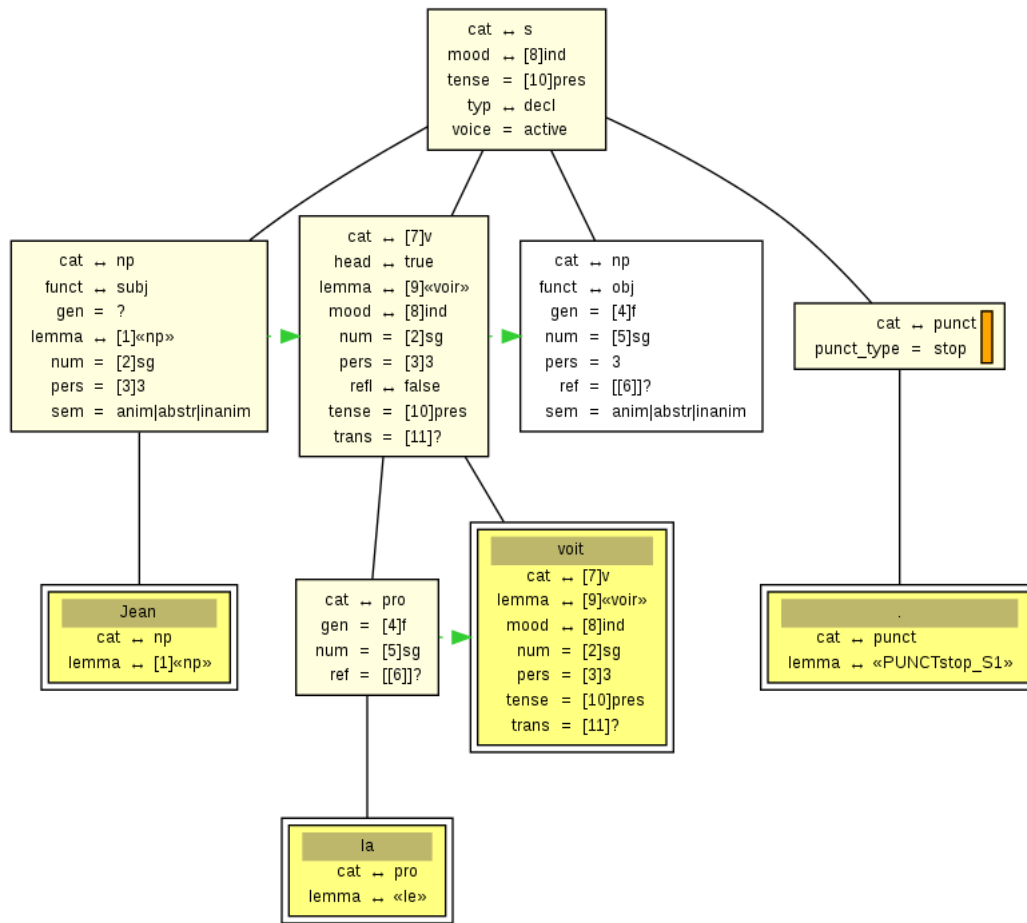 cat ↔ s
mood ↔ [8]ind
tense = [10]pres
typ ↔ decl
voice = active
cat ↔ np
funct ↔ subj
gen = ?
lemma ↔ [1]«np»
num = [2]sg
pers = [3]3
sem = anim|abstr|inanim
cat ↔ [7]v
head ↔ true
lemma ↔ [9]«voir»
mood ↔ [8]ind
num = [2]sg
pers = [3]3
refl ↔ false
tense = [10]pres
trans = [11]?
cat ↔ np
funct ↔ obj
gen = [4]f
num = [5]sg
pers = 3
ref = [[6]]?
sem = anim|abstr|inanim
cat ↔ punct
punct_type = stop
Jean
cat ↔ np
lemma ↔ [1]«np»
cat ↔ pro
gen = [4]f
num = [5]sg
ref = [[6]]?
voit
cat ↔ [7]v
lemma ↔ [9]«voir»
mood ↔ [8]ind
num = [2]sg
pers = [3]3
tense = [10]pres
trans = [11]?
.
cat ↔ punct
lemma ↔ «PUNCTstop_S1»
la
cat ↔ pro
lemma ↔ «le»